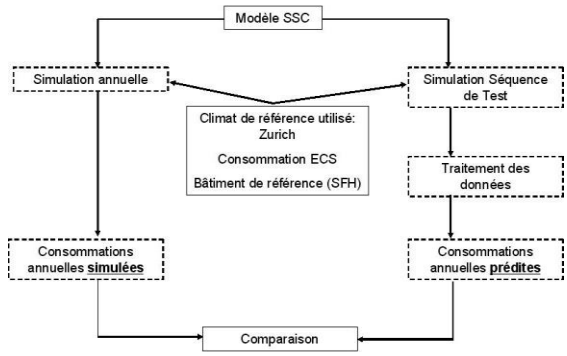 Modèle SSC
Simulation annuelle
Simulation Séquence
de Test
Climat de référence utilisé:
Zurich
Consommation ECS
Bâtiment de référence (SFH)
Traitement des
données
Consommations
annuelles simulées
Consommations
annuelles prédites
Comparaison